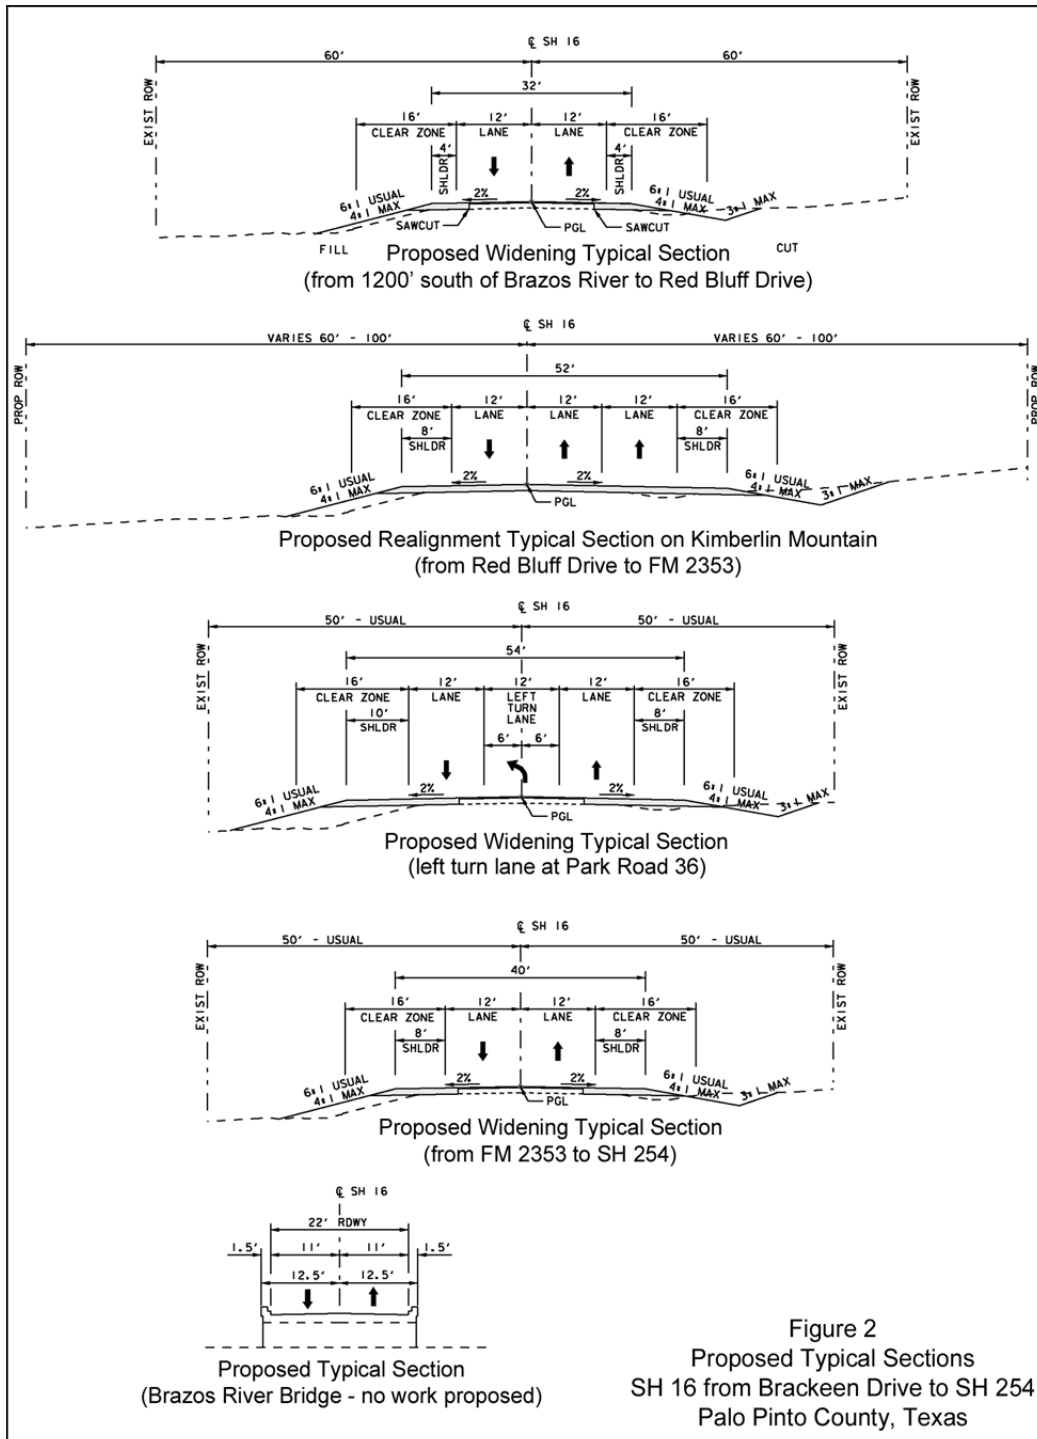 ℄ SH 16
60' 60'
32'
16' 12' 12' 16'
CLEAR ZONE LANE LANE CLEAR ZONE
4' 4'
SHLDR SHLDR
EXIST ROW EXIST ROW
2% 2%
6:1 USUAL 6:1 USUAL
4:1 MAX 4:1 MAX 3:1 MAX
SAWCUT PGL SAWCUT
FILL CUT
Proposed Widening Typical Section
(from 1200' south of Brazos River to Red Bluff Drive)
℄ SH 16
VARIES 60' - 100' VARIES 60' - 100'
52'
PROP ROW PROP ROW
16' 12' 12' 12' 16'
CLEAR ZONE LANE LANE LANE CLEAR ZONE
8' 8'
SHLDR SHLDR
2% 2%
6:1 USUAL 6:1 USUAL
4:1 MAX 4:1 MAX 3:1 MAX
PGL
Proposed Realignment Typical Section on Kimberlin Mountain
(from Red Bluff Drive to FM 2353)
℄ SH 16
50' - USUAL 50' - USUAL
54'
EXIST ROW EXIST ROW
16' 12' 12' 12' 16'
CLEAR ZONE LANE LEFT TURN LANE LANE CLEAR ZONE
10' 8'
SHLDR SHLDR
6' 6'
2% 2%
6:1 USUAL 6:1 USUAL
4:1 MAX 4:1 MAX 3:1 MAX
PGL
Proposed Widening Typical Section
(left turn lane at Park Road 36)
℄ SH 16
50' - USUAL 50' - USUAL
40'
EXIST ROW EXIST ROW
16' 12' 12' 16'
CLEAR ZONE LANE LANE CLEAR ZONE
8' 8'
SHLDR SHLDR
2% 2%
6:1 USUAL 6:1 USUAL
4:1 MAX 4:1 MAX 3:1 MAX
PGL
Proposed Widening Typical Section
(from FM 2353 to SH 254)
℄ SH 16
22' RDWY
1.5' 11' 11' 1.5'
12.5' 12.5'
Proposed Typical Section
(Brazos River Bridge - no work proposed)
Figure 2
Proposed Typical Sections
SH 16 from Brackeen Drive to SH 254
Palo Pinto County, Texas